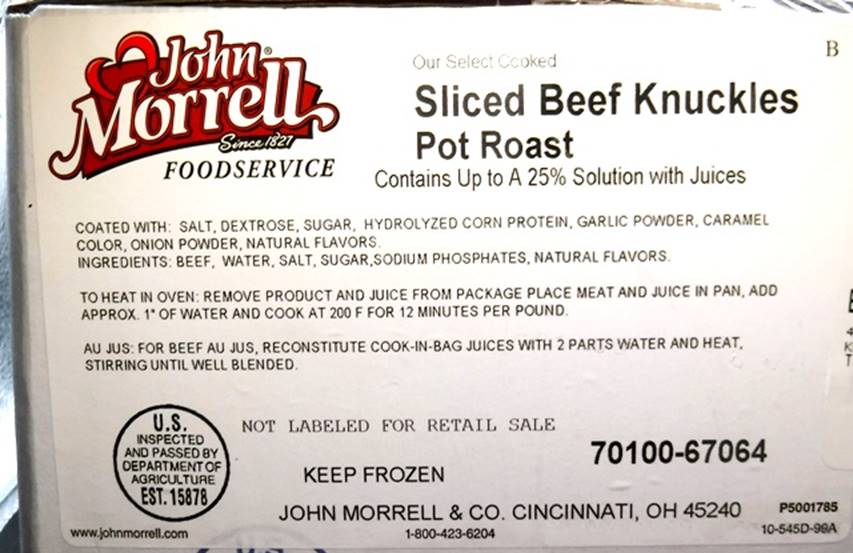 John
Morrell®
Since 1827
FOODSERVICE
B
Our Select Cooked
Sliced Beef Knuckles
Pot Roast
Contains Up to A 25% Solution with Juices
COATED WITH: SALT, DEXTROSE, SUGAR, HYDROLYZED CORN PROTEIN, GARLIC POWDER, CARAMEL
COLOR, ONION POWDER, NATURAL FLAVORS.
INGREDIENTS: BEEF, WATER, SALT, SUGAR,SODIUM PHOSPHATES, NATURAL FLAVORS.
TO HEAT IN OVEN: REMOVE PRODUCT AND JUICE FROM PACKAGE PLACE MEAT AND JUICE IN PAN, ADD
APPROX. 1" OF WATER AND COOK AT 200 F FOR 12 MINUTES PER POUND.
AU JUS: FOR BEEF AU JUS, RECONSTITUTE COOK-IN-BAG JUICES WITH 2 PARTS WATER AND HEAT,
STIRRING UNTIL WELL BLENDED.
U.S.
INSPECTED
AND PASSED BY
DEPARTMENT OF
AGRICULTURE
EST. 15878
NOT LABELED FOR RETAIL SALE
70100-67064
KEEP FROZEN
JOHN MORRELL & CO. CINCINNATI, OH 45240
P5001785
www.johnmorrell.com
1-800-423-6204
10-545D-99A